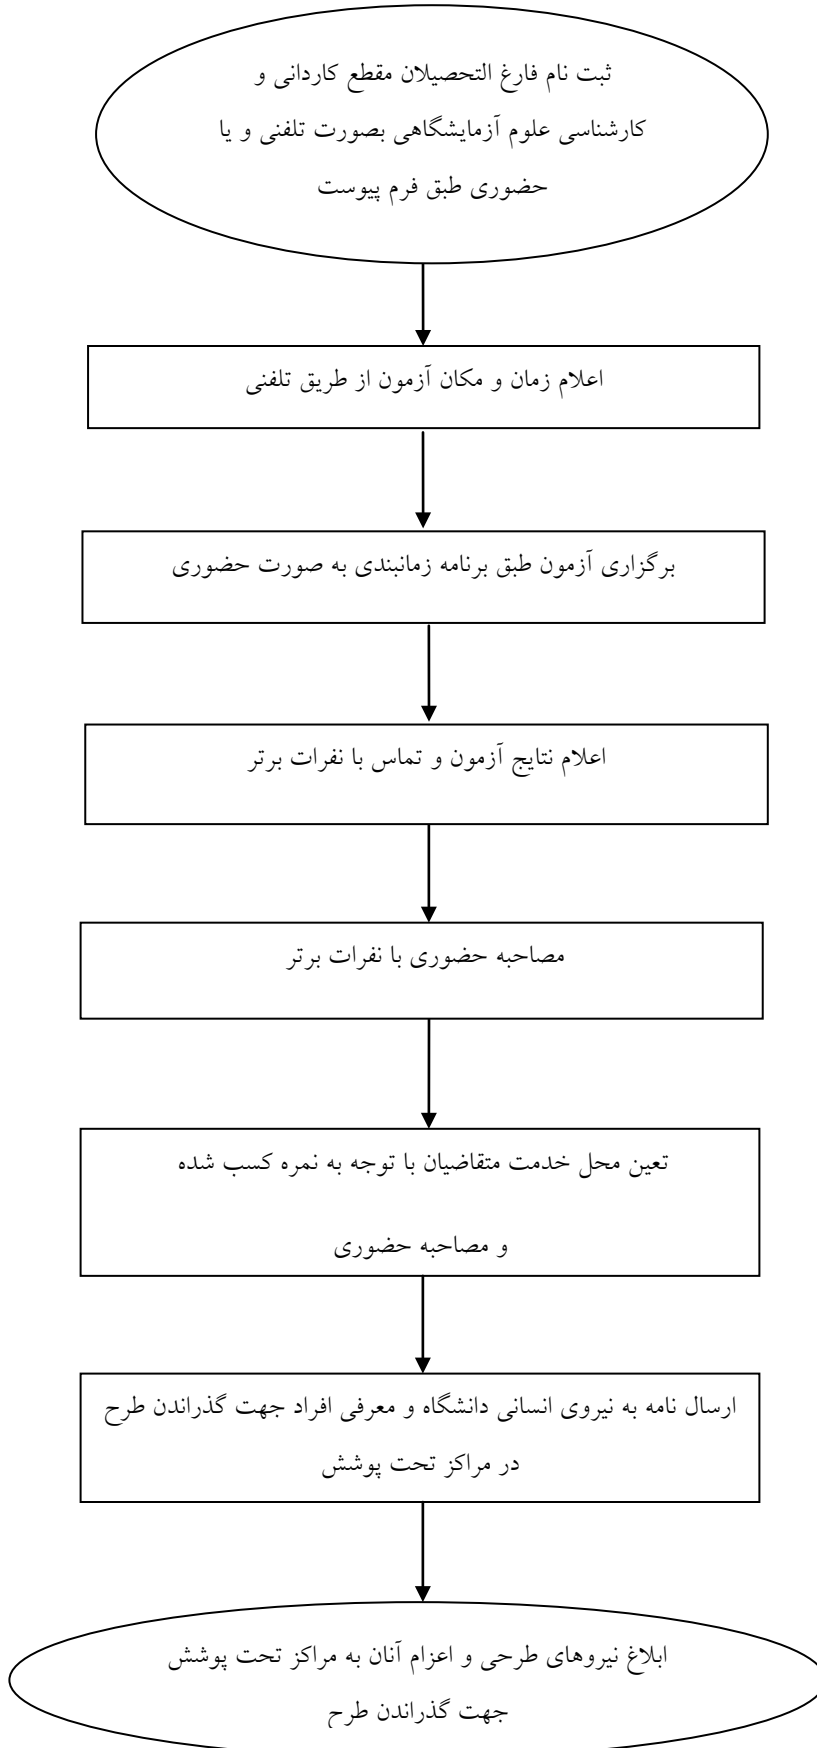 ثبت نام فارغ التحصیلان مقطع کاردانی و
کارشناسی علوم آزمایشگاهی بصورت تلفنی و یا
حضوری طبق فرم پیوست
اعلام زمان و مکان آزمون از طریق تلفنی
برگزاری آزمون طبق برنامه زمانبندی به صورت حضوری
اعلام نتایج آزمون و تماس با نفرات برتر
مصاحبه حضوری با نفرات برتر
تعین محل خدمت متقاضیان با توجه به نمره کسب شده
و مصاحبه حضوری
ارسال نامه به نیروی انسانی دانشگاه و معرفی افراد جهت گذراندن طرح
در مراکز تحت پوشش
ابلاغ نیروهای طرحی و اعزام آنان به مراکز تحت پوشش
جهت گذراندن طرح